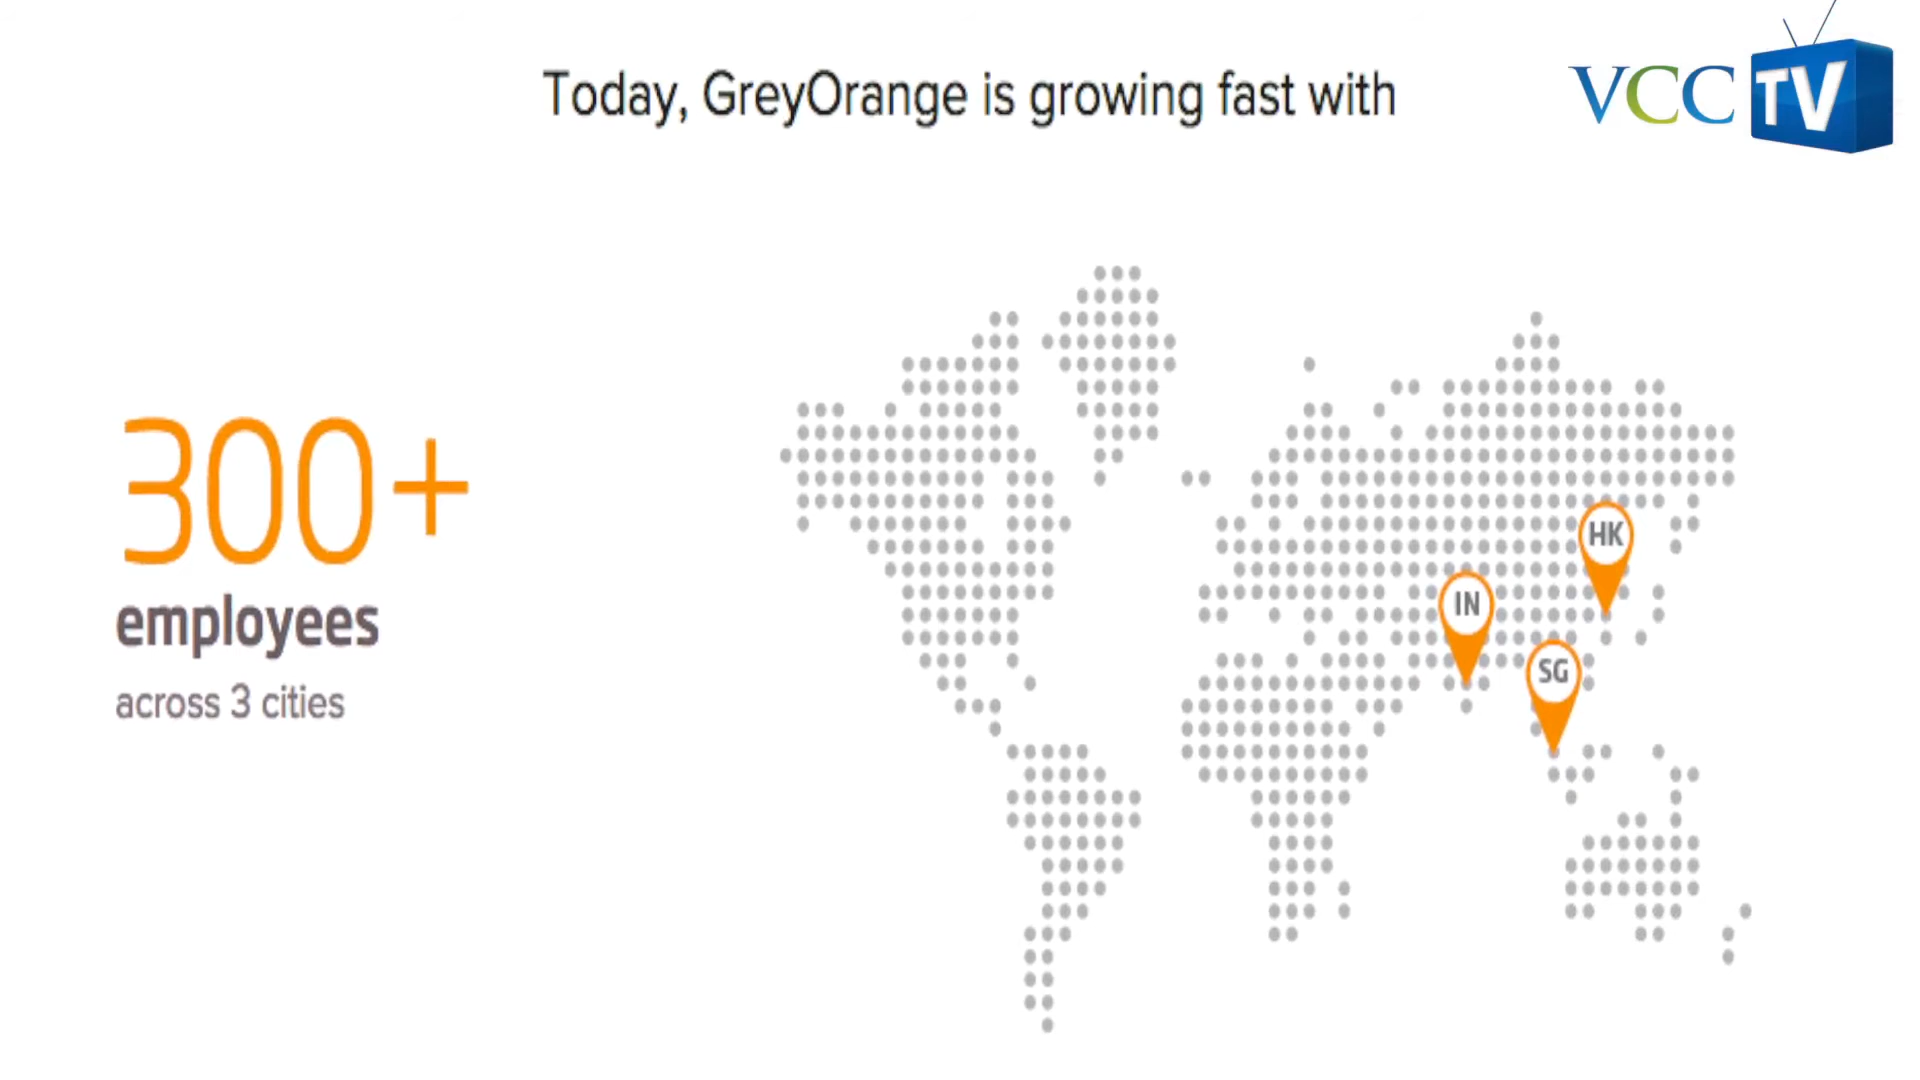 Today, GreyOrange is growing fast with
VCC TV
300+
employees
across 3 cities
HK
IN
SG